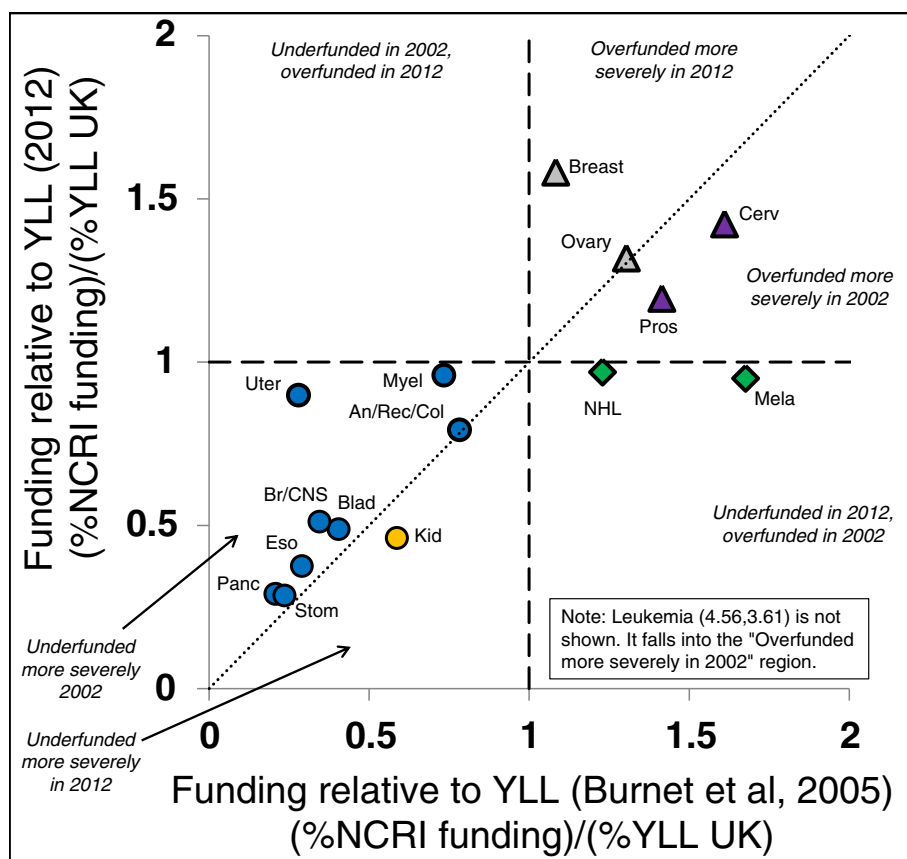 Funding relative to YLL (2012)
(%NCRI funding)/(%YLL UK)
2
1.5
1
0.5
0
Underfunded in 2002,
overfunded in 2012
Overfunded more
severely in 2012
Breast
Cerv
Ovary
Overfunded more
severely in 2002
Pros
Uter
Myel
An/Rec/Col
NHL
Mela
Br/CNS
Blad
Kid
Eso
Panc
Stom
Underfunded in 2012,
overfunded in 2002
Note: Leukemia (4.56,3.61) is not
shown. It falls into the "Overfunded
more severely in 2002" region.
Underfunded
more severely
2002
Underfunded
more severely
in 2012
0
0.5
1
1.5
2
Funding relative to YLL (Burnet et al, 2005)
(%NCRI funding)/(%YLL UK)